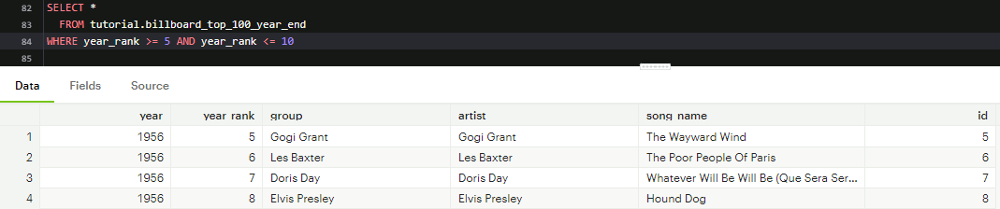 82 SELECT *
83 FROM tutorial.billboard_top_100_year_end
84 WHERE year_rank >= 5 AND year_rank <= 10
85
Data Fields Source
year year rank group artist song name id
1 1956 5 Gogi Grant Gogi Grant The Wayward Wind 5
2 1956 6 Les Baxter Les Baxter The Poor People Of Paris 6
3 1956 7 Doris Day Doris Day Whatever Will Be Will Be (Que Sera Ser... 7
4 1956 8 Elvis Presley Elvis Presley Hound Dog 8